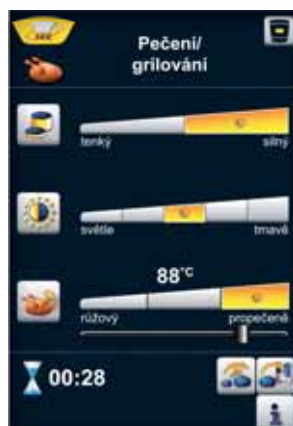 Pečení/
grilování
tenký silný
světle tmavě
88°C
růžový propečené
00:28
i